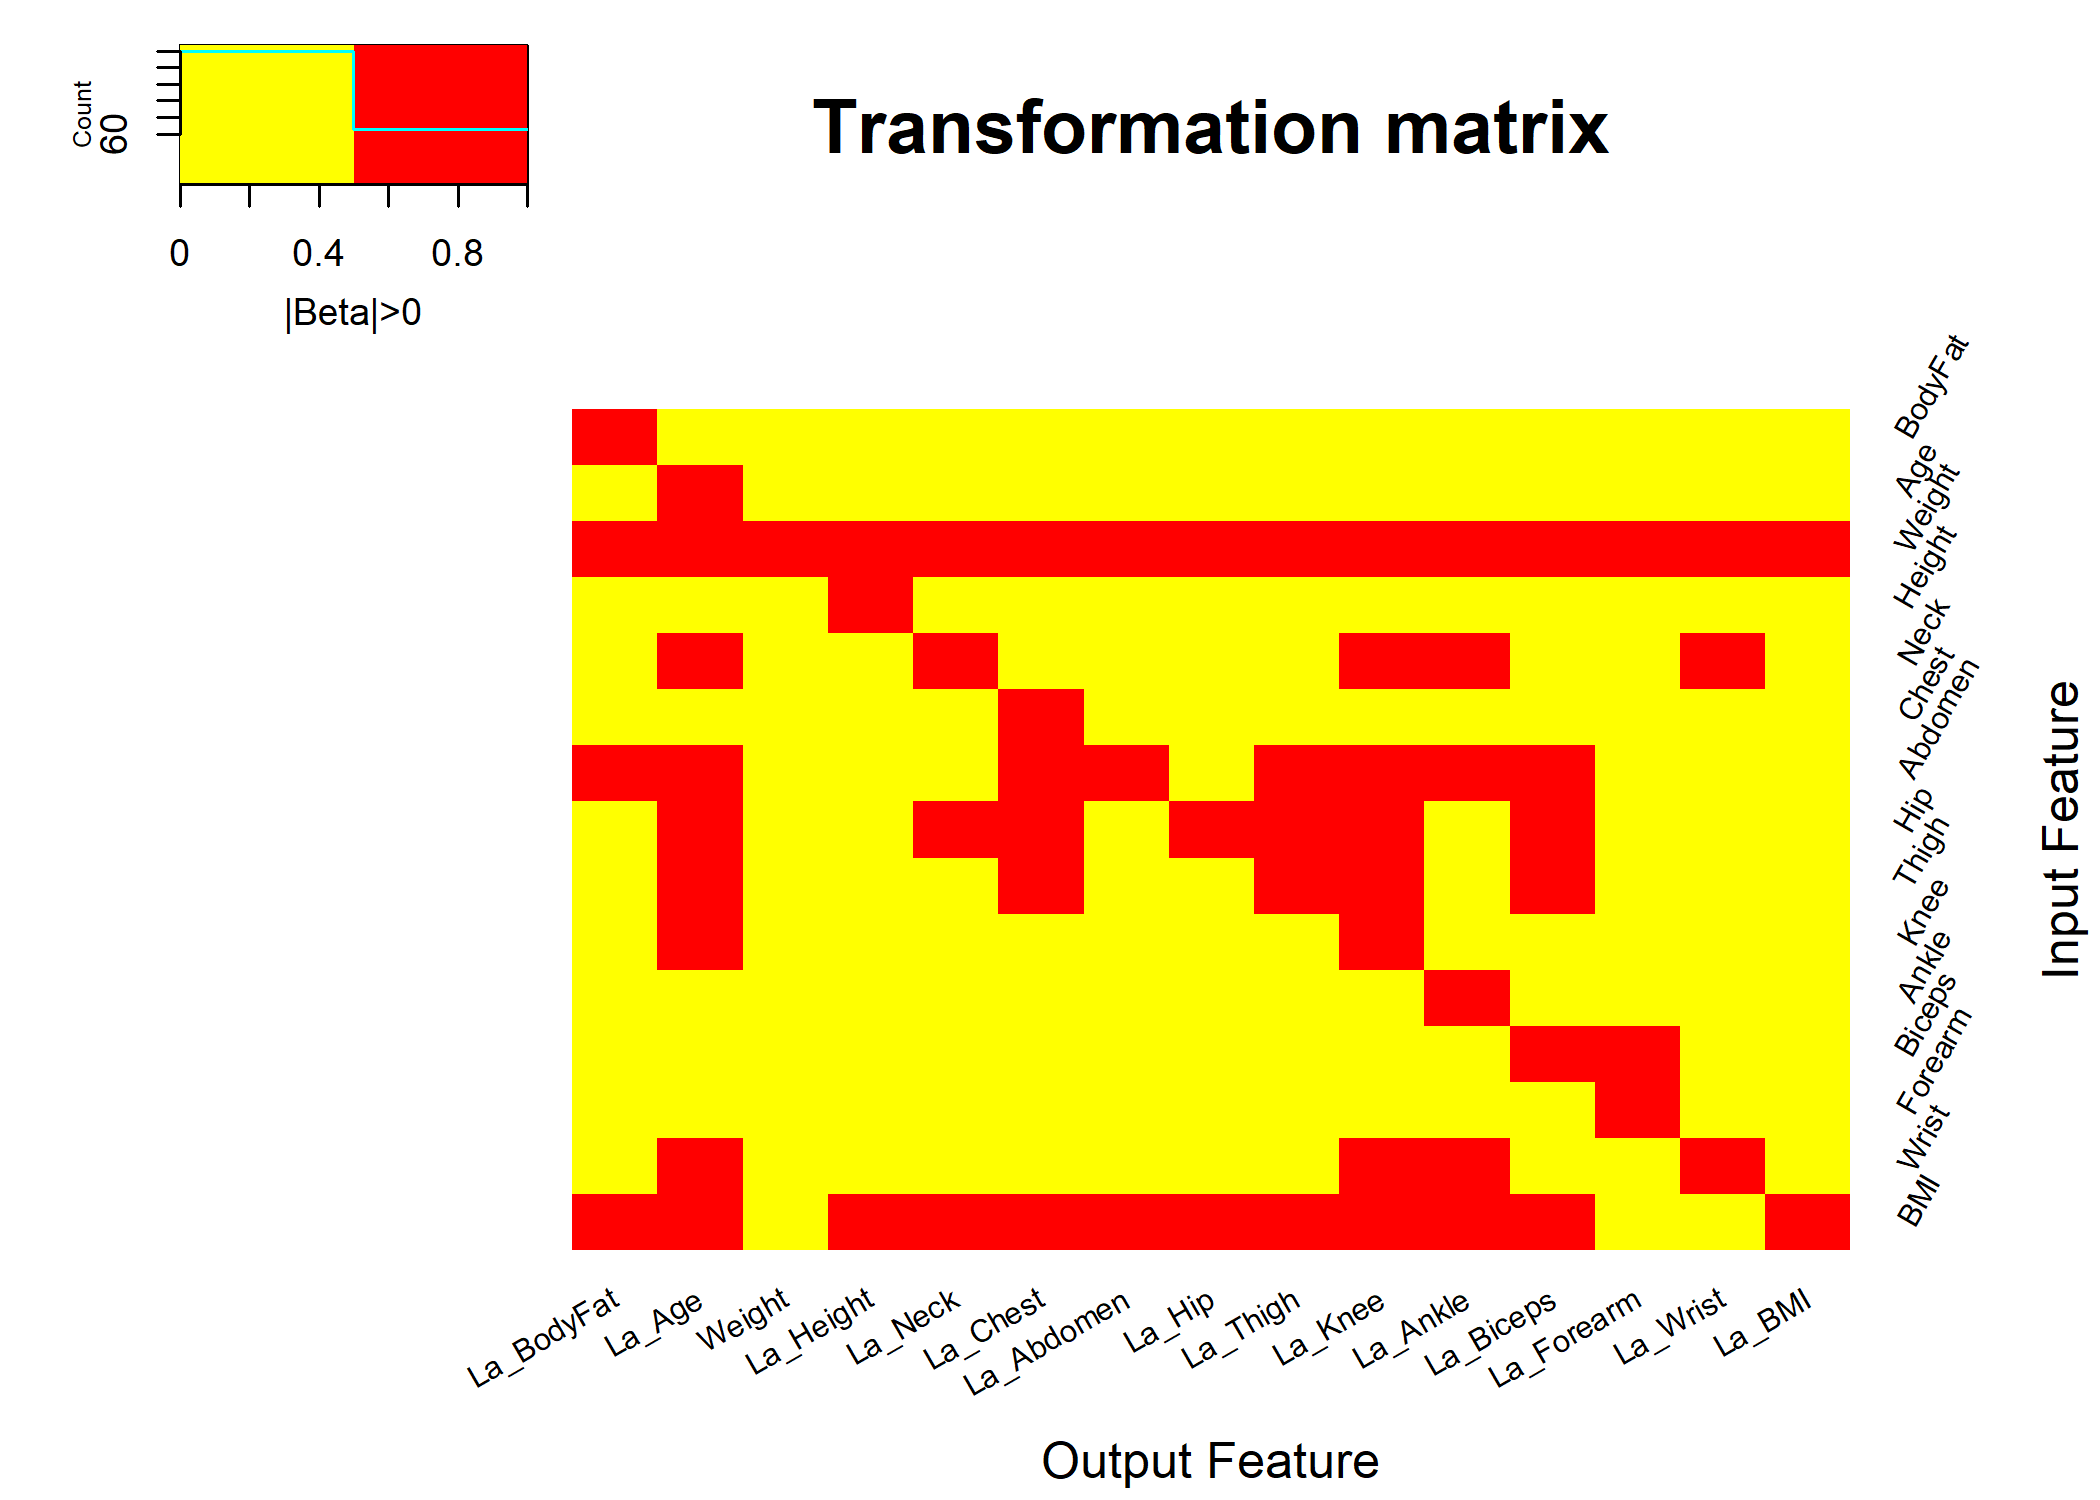 Count
60
0 0.4 0.8
|Beta|>0
Transformation matrix
BodyFat
Age
Weight
Height
Neck
Chest
Abdomen
Hip
Thigh
Knee
Ankle
Biceps
Forearm
Wrist
BMI
Input Feature
La_BodyFat
La_Age
Weight
La_Height
La_Neck
La_Chest
La_Abdomen
La_Hip
La_Thigh
La_Knee
La_Ankle
La_Biceps
La_Forearm
La_Wrist
La_BMI
Output Feature